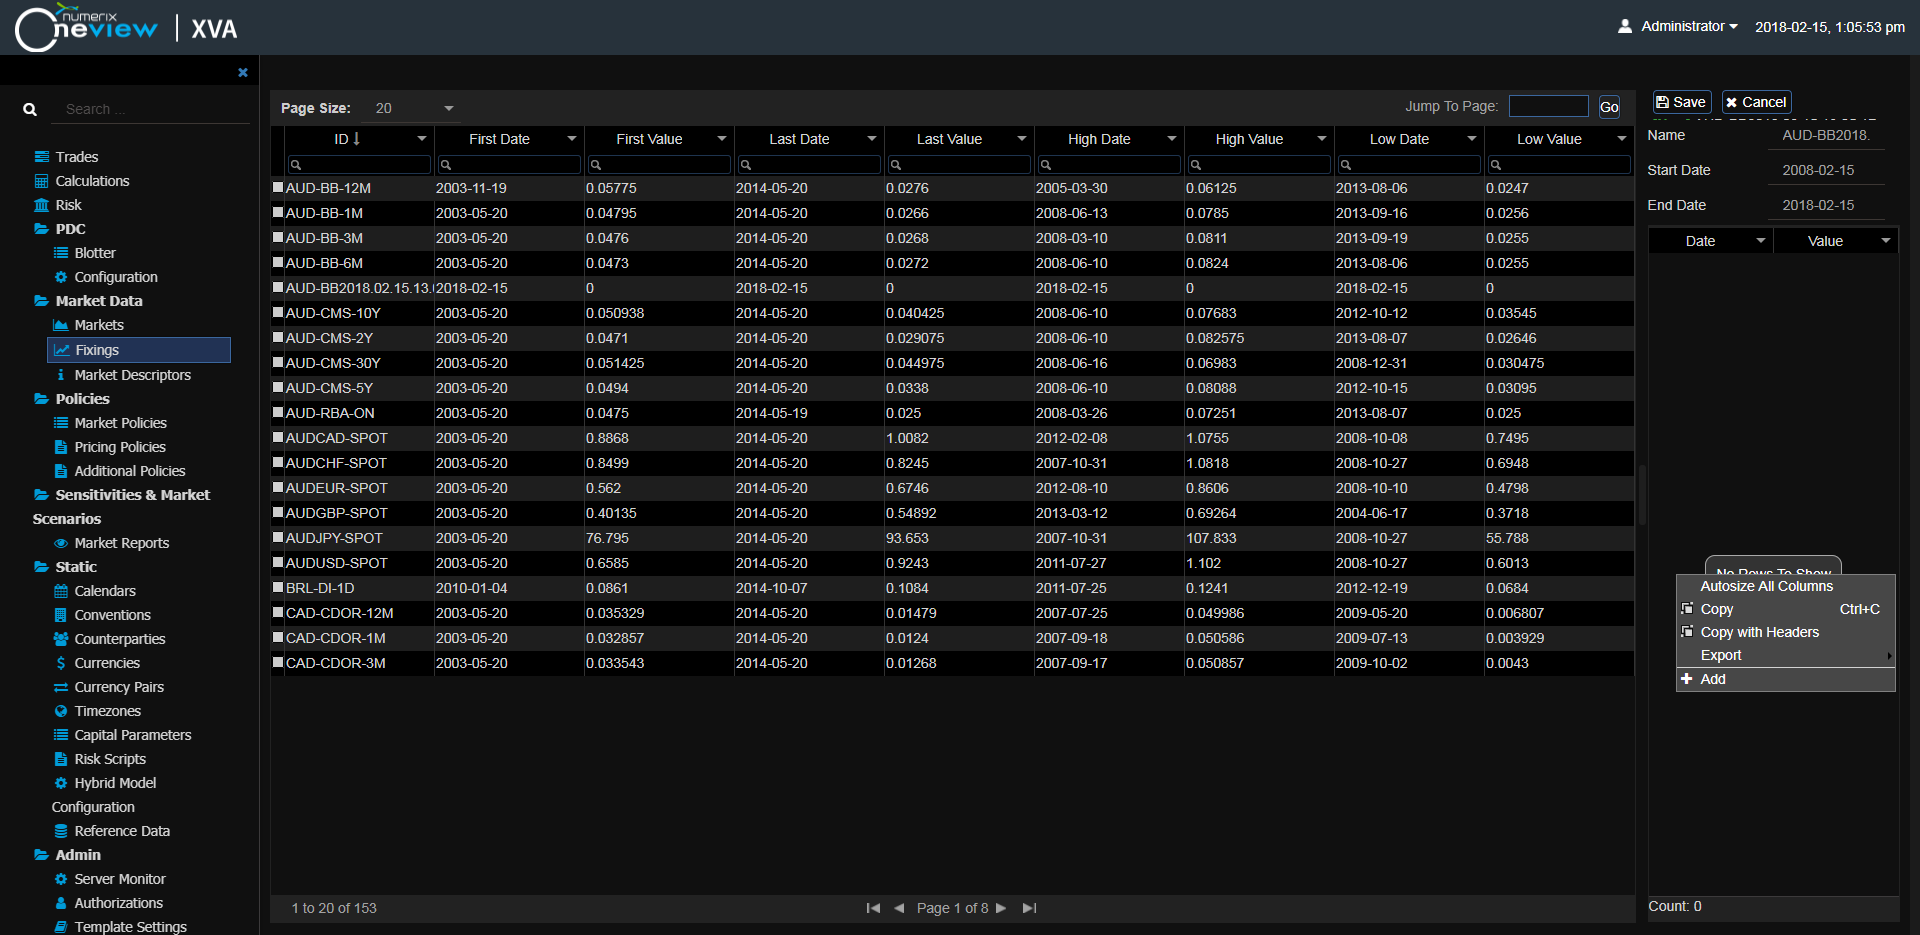 numerix
Oneview | XVA
Administrator
2018-02-15, 1:05:53 pm
Search ...
Trades
Calculations
Risk
PDC
Blotter
Configuration
Market Data
Markets
Fixings
Market Descriptors
Policies
Market Policies
Pricing Policies
Additional Policies
Sensitivities & Market
Scenarios
Market Reports
Static
Calendars
Conventions
Counterparties
Currencies
Currency Pairs
Timezones
Capital Parameters
Risk Scripts
Hybrid Model
Configuration
Reference Data
Admin
Server Monitor
Authorizations
Template Settings
Page Size: 20
Jump To Page: Go
ID First Date First Value Last Date Last Value High Date High Value Low Date Low Value
AUD-BB-12M 2003-11-19 0.05775 2014-05-20 0.0276 2005-03-30 0.06125 2013-08-06 0.0247
AUD-BB-1M 2003-05-20 0.04795 2014-05-20 0.0266 2008-06-13 0.0785 2013-09-16 0.0256
AUD-BB-3M 2003-05-20 0.0476 2014-05-20 0.0268 2008-03-10 0.0811 2013-09-19 0.0255
AUD-BB-6M 2003-05-20 0.0473 2014-05-20 0.0272 2008-06-10 0.0824 2013-08-06 0.0255
AUD-BB2018.02.15.13. 2018-02-15 0 2018-02-15 0 2018-02-15 0 2018-02-15 0
AUD-CMS-10Y 2003-05-20 0.050938 2014-05-20 0.040425 2008-06-10 0.07683 2012-10-12 0.03545
AUD-CMS-2Y 2003-05-20 0.0471 2014-05-20 0.029075 2008-06-10 0.082575 2013-08-07 0.02646
AUD-CMS-30Y 2003-05-20 0.051425 2014-05-20 0.044975 2008-06-16 0.06983 2008-12-31 0.030475
AUD-CMS-5Y 2003-05-20 0.0494 2014-05-20 0.0338 2008-06-10 0.08088 2012-10-15 0.03095
AUD-RBA-ON 2003-05-20 0.0475 2014-05-19 0.025 2008-03-26 0.07251 2013-08-07 0.025
AUDCAD-SPOT 2003-05-20 0.8868 2014-05-20 1.0082 2012-02-08 1.0755 2008-10-08 0.7495
AUDCHF-SPOT 2003-05-20 0.8499 2014-05-20 0.8245 2007-10-31 1.0818 2008-10-27 0.6948
AUDEUR-SPOT 2003-05-20 0.562 2014-05-20 0.6746 2012-08-10 0.8606 2008-10-10 0.4798
AUDGBP-SPOT 2003-05-20 0.40135 2014-05-20 0.54892 2013-03-12 0.69264 2004-06-17 0.3718
AUDJPY-SPOT 2003-05-20 76.795 2014-05-20 93.653 2007-10-31 107.833 2008-10-27 55.788
AUDUSD-SPOT 2003-05-20 0.6585 2014-05-20 0.9243 2011-07-27 1.102 2008-10-27 0.6013
BRL-DI-1D 2010-01-04 0.0861 2014-10-07 0.1084 2011-07-25 0.1241 2012-12-19 0.0684
CAD-CDOR-12M 2003-05-20 0.035329 2014-05-20 0.01479 2007-07-25 0.049986 2009-05-20 0.006807
CAD-CDOR-1M 2003-05-20 0.032857 2014-05-20 0.0124 2007-09-18 0.050586 2009-07-13 0.003929
CAD-CDOR-3M 2003-05-20 0.033543 2014-05-20 0.01268 2007-09-17 0.050857 2009-10-02 0.0043
1 to 20 of 153
Page 1 of 8
Save Cancel
Name AUD-BB2018.
Start Date 2008-02-15
End Date 2018-02-15
Date Value
No Rows To Show
Autosize All Columns
Copy Ctrl+C
Copy with Headers
Export
Add
Count: 0